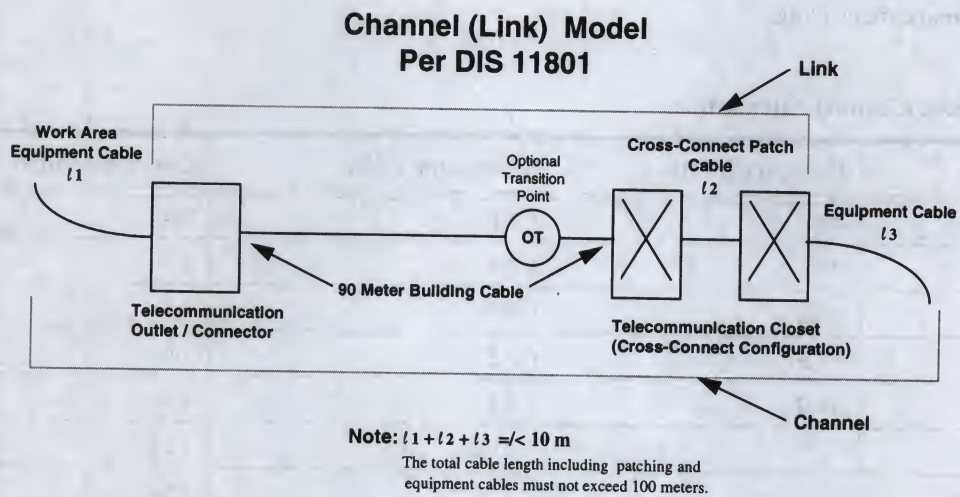 Channel (Link) Model
Per DIS 11801
Link
Work Area
Equipment Cable
ℓ1
Optional
Transition
Point
OT
Cross-Connect Patch
Cable
ℓ2
Equipment Cable
ℓ3
90 Meter Building Cable
Telecommunication
Outlet / Connector
Telecommunication Closet
(Cross-Connect Configuration)
Channel
Note: ℓ1 + ℓ2 + ℓ3 =/< 10 m
The total cable length including patching and
equipment cables must not exceed 100 meters.